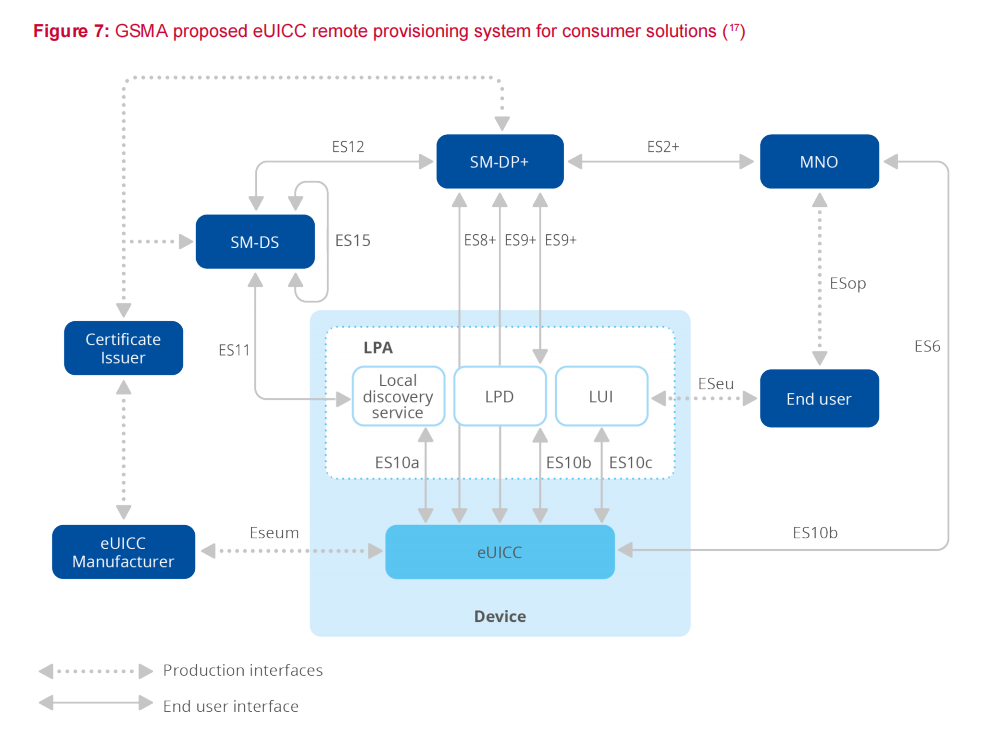 Figure 7: GSMA proposed eUICC remote provisioning system for consumer solutions (¹⁷)
ES12
SM-DP+
ES2+
MNO
SM-DS
ES15
ES8+
ES9+
ES9+
ESop
Certificate
Issuer
ES11
LPA
Local
discovery
service
LPD
LUI
ESeu
End user
ES6
ES10a
ES10b
ES10c
eUICC
Manufacturer
Eseum
eUICC
ES10b
Device
Production interfaces
End user interface